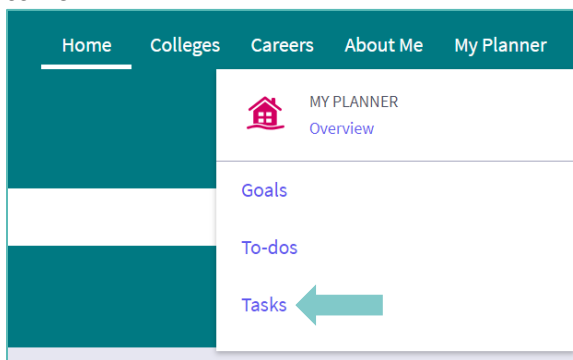 Home Colleges Careers About Me My Planner
MY PLANNER
Overview
Goals
To-dos
Tasks